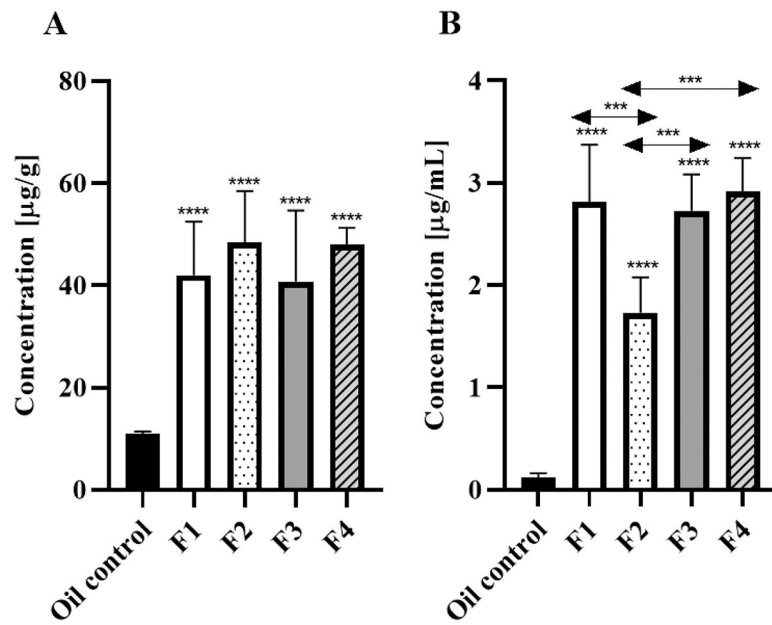 A
Concentration [µg/g]
80
60
40
20
0
****
****
****
****
Oil control
F1
F2
F3
F4
B
Concentration [µg/mL]
4
3
2
1
0
***
***
***
****
****
****
****
Oil control
F1
F2
F3
F4